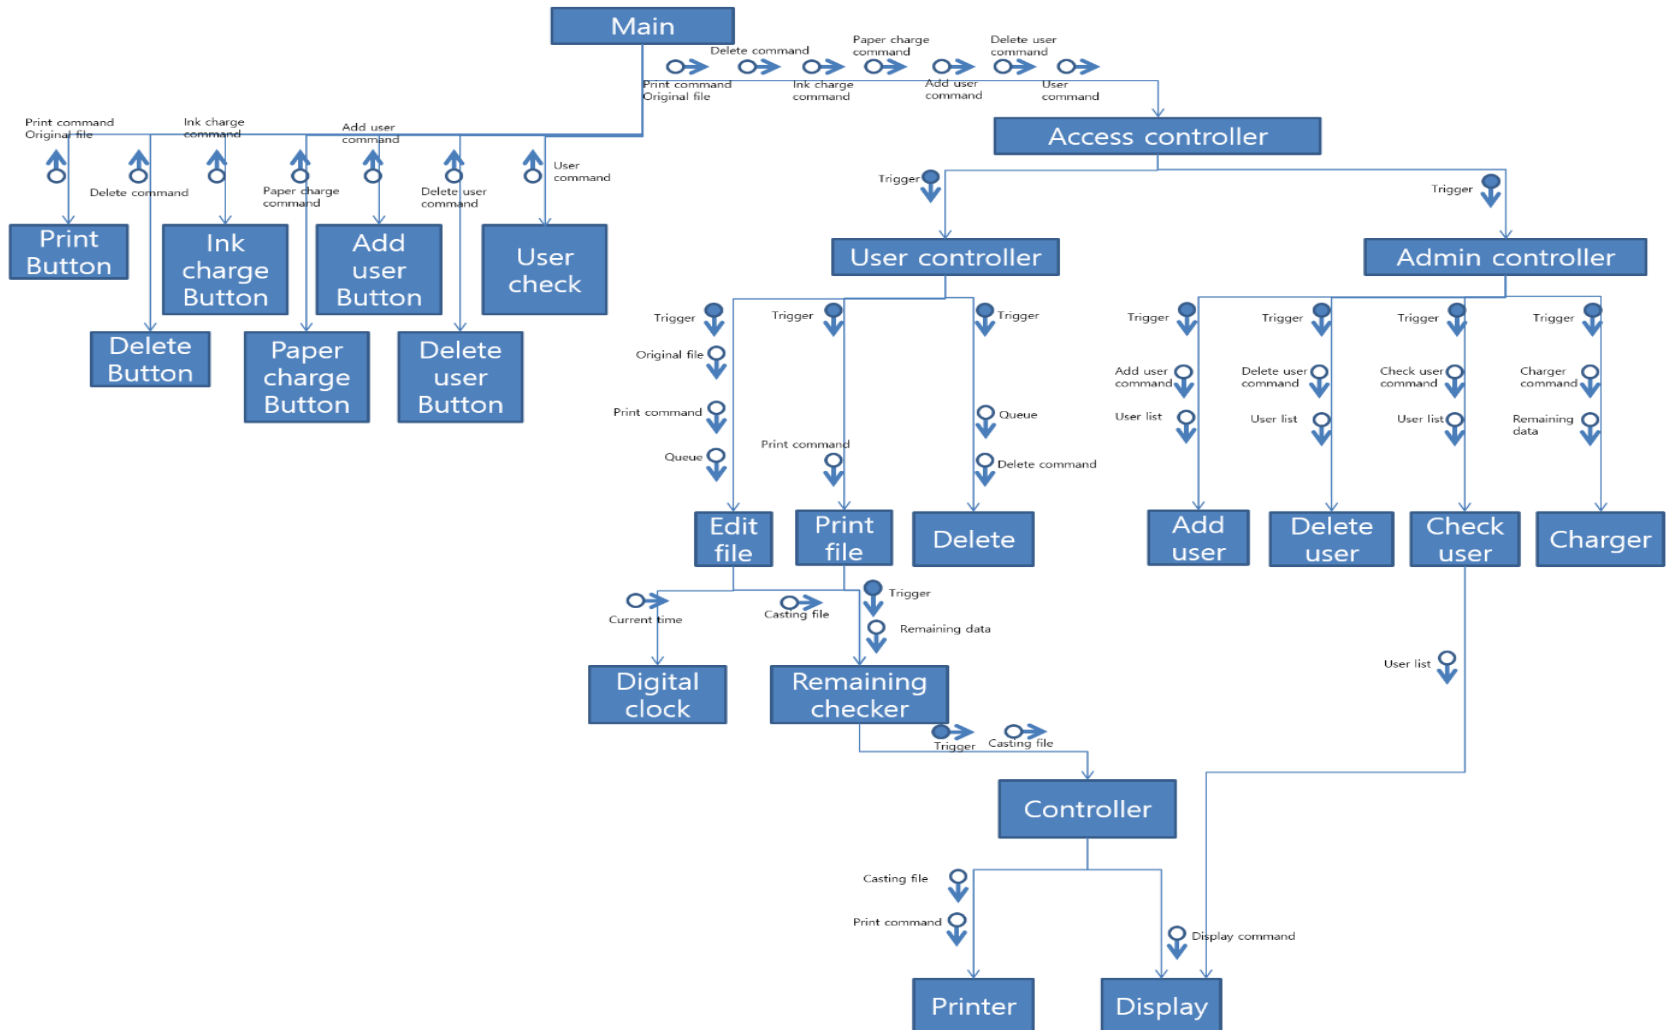 Main
Delete command
Paper charge
command
Delete user
command
Print command
Original file
Ink charge
command
Add user
command
User
command
Access controller
Print command
Original file
Ink charge
command
Add user
command
Delete command
Paper charge
command
Delete user
command
User
command
Print
Button
Ink
charge
Button
Add
user
Button
User
check
Delete
Button
Paper
charge
Button
Delete
user
Button
Trigger
Trigger
User controller
Admin controller
Trigger
Trigger
Trigger
Original file
Print command
Queue
Print command
Queue
Delete command
Trigger
Trigger
Trigger
Trigger
Add user
command
Delete user
command
Check user
command
Charger
command
User list
User list
User list
Remaining
data
Edit
file
Print
file
Delete
Add
user
Delete
user
Check
user
Charger
Current time
Casting file
Trigger
Remaining data
User list
Digital
clock
Remaining
checker
Trigger
Casting file
Controller
Casting file
Print command
Display command
Printer
Display